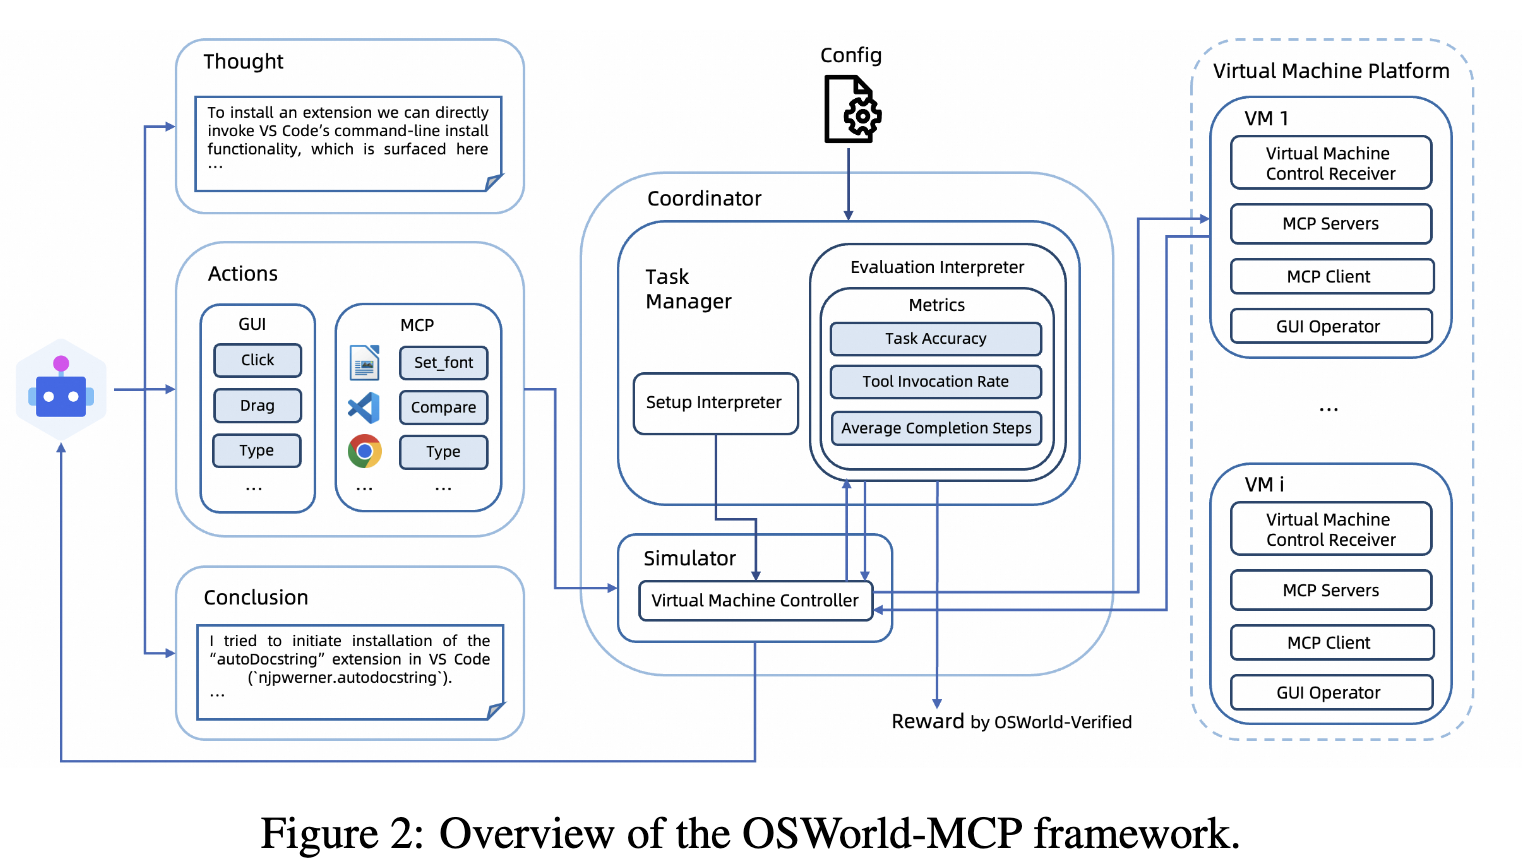 Thought
To install an extension we can directly
invoke VS Code's command-line install
functionality, which is surfaced here
...
Actions
GUI
Click
Drag
Type
...
MCP
Set_font
Compare
Type
...
...
Conclusion
I tried to initiate installation of the
“autoDocstring” extension in VS Code
(`njpwerner.autodocstring`).
...
Config
Coordinator
Task
Manager
Setup Interpreter
Evaluation Interpreter
Metrics
Task Accuracy
Tool Invocation Rate
Average Completion Steps
Simulator
Virtual Machine Controller
Reward by OSWorld-Verified
Virtual Machine Platform
VM 1
Virtual Machine
Control Receiver
MCP Servers
MCP Client
GUI Operator
...
VM i
Virtual Machine
Control Receiver
MCP Servers
MCP Client
GUI Operator
Figure 2: Overview of the OSWorld-MCP framework.